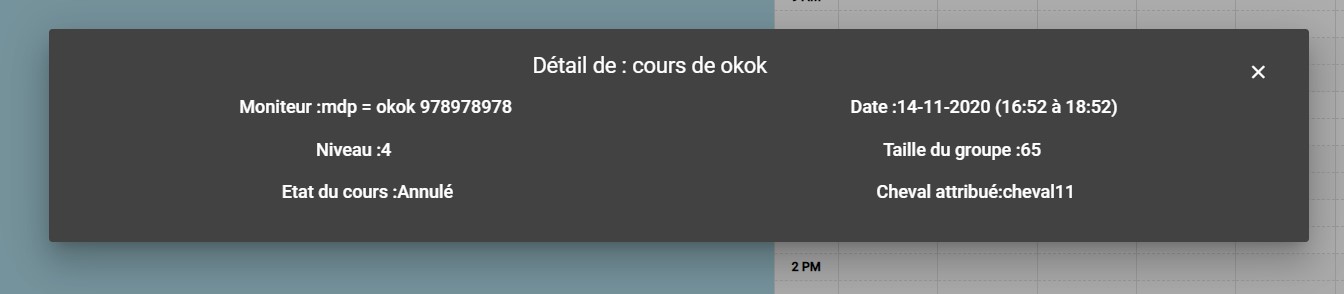 Détail de : cours de okok
×
Moniteur :mdp = okok 978978978
Date :14-11-2020 (16:52 à 18:52)
Niveau :4
Taille du groupe :65
Etat du cours :Annulé
Cheval attribué:cheval11
2 PM